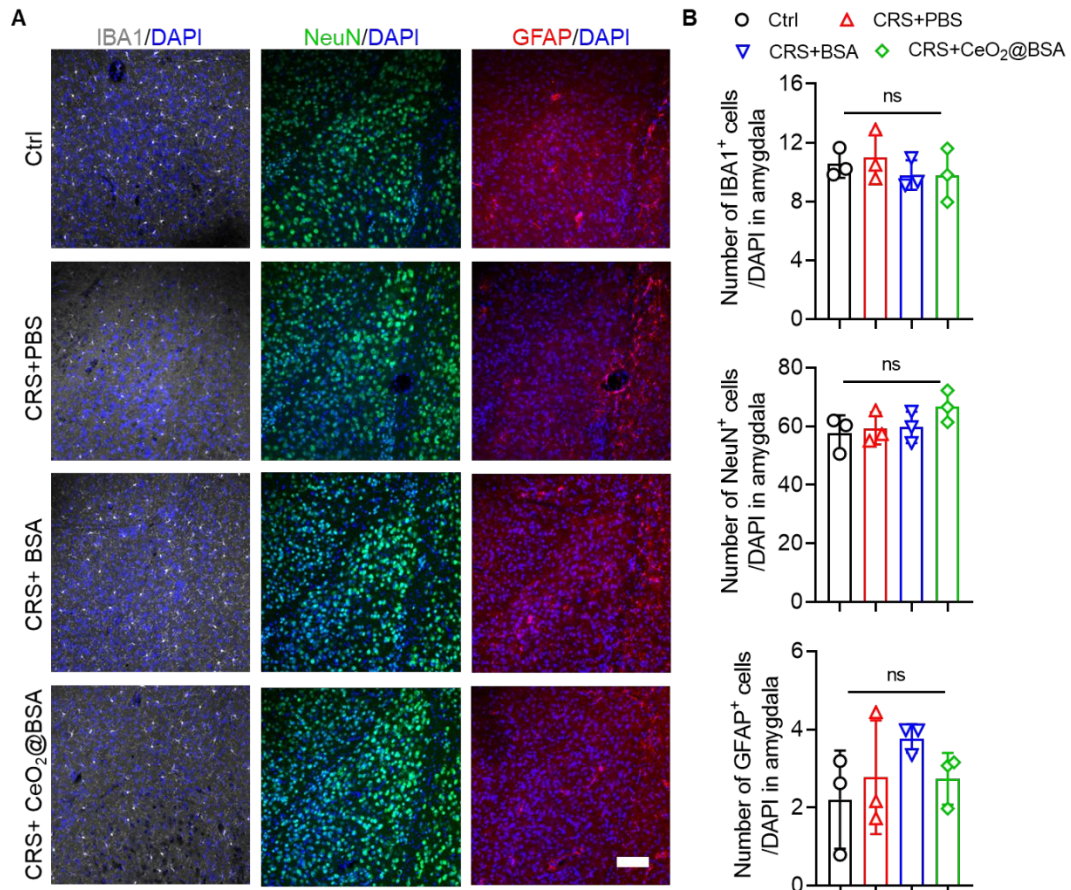 A
IBA1/DAPI NeuN/DAPI GFAP/DAPI
Ctrl
CRS+PBS
CRS+ BSA
CRS+ CeO₂@BSA
B
Ctrl CRS+PBS
CRS+BSA CRS+CeO₂@BSA
Number of IBA1⁺ cells
/DAPI in amygdala
16
12
8
4
0
ns
Number of NeuN⁺ cells
/DAPI in amygdala
80
60
40
20
0
ns
Number of GFAP⁺ cells
/DAPI in amygdala
6
4
2
0
ns